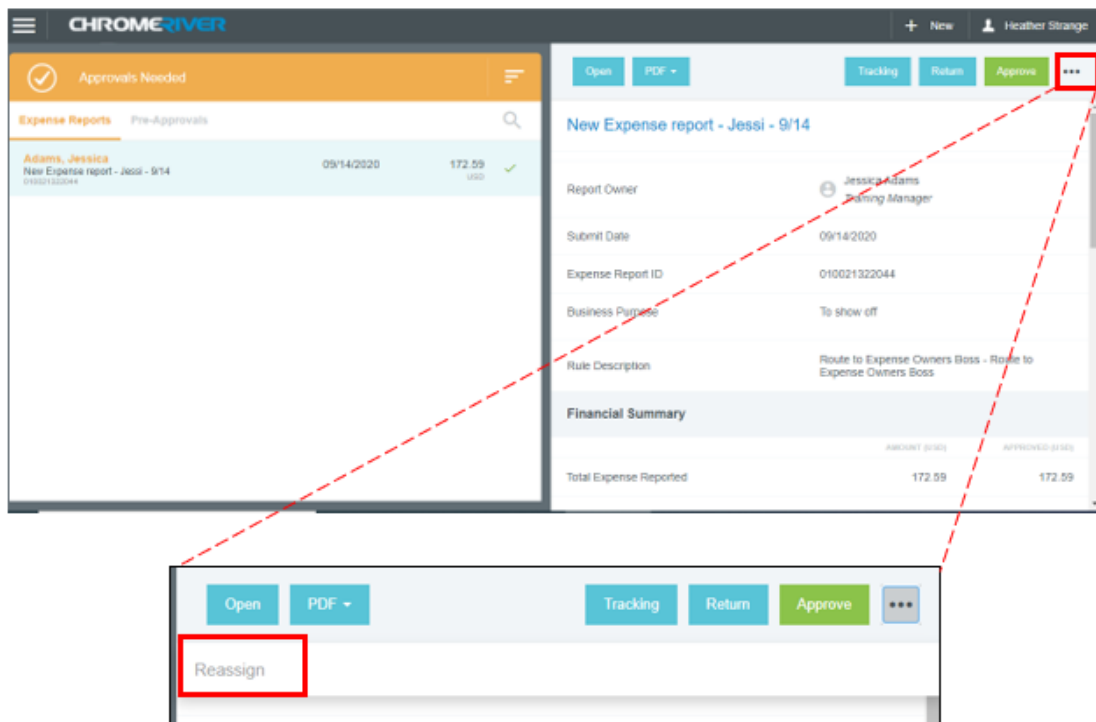 CHROMERIVER
+ New
Heather Strange
Approvals Needed
Open
PDF
Tracking
Return
Approve
•••
Expense Reports
Pre-Approvals
Adams, Jessica
New Expense report - Jessi - 9/14
010021322044
09/14/2020
172.59
USD
New Expense report - Jessi - 9/14
Report Owner
Jessica Adams
Training Manager
Submit Date
09/14/2020
Expense Report ID
010021322044
Business Purpose
To show off
Rule Description
Route to Expense Owners Boss - Route to
Expense Owners Boss
Financial Summary
AMOUNT (USD)
APPROVED (USD)
Total Expense Reported
172.59
172.59
Open
PDF
Tracking
Return
Approve
•••
Reassign